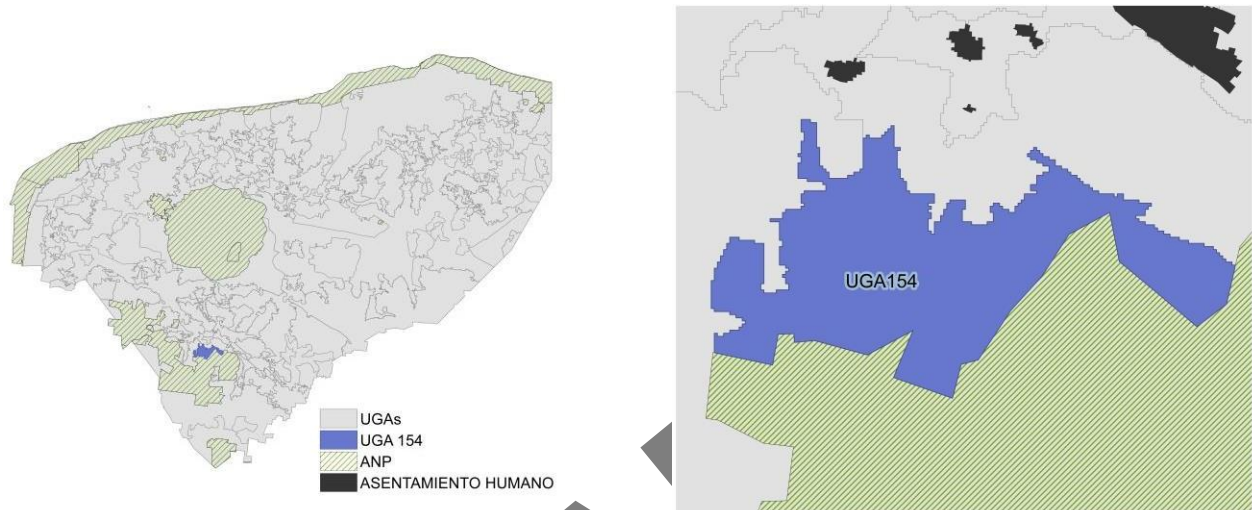 UGAs
UGA 154
ANP
ASENTAMIENTO HUMANO
UGA154